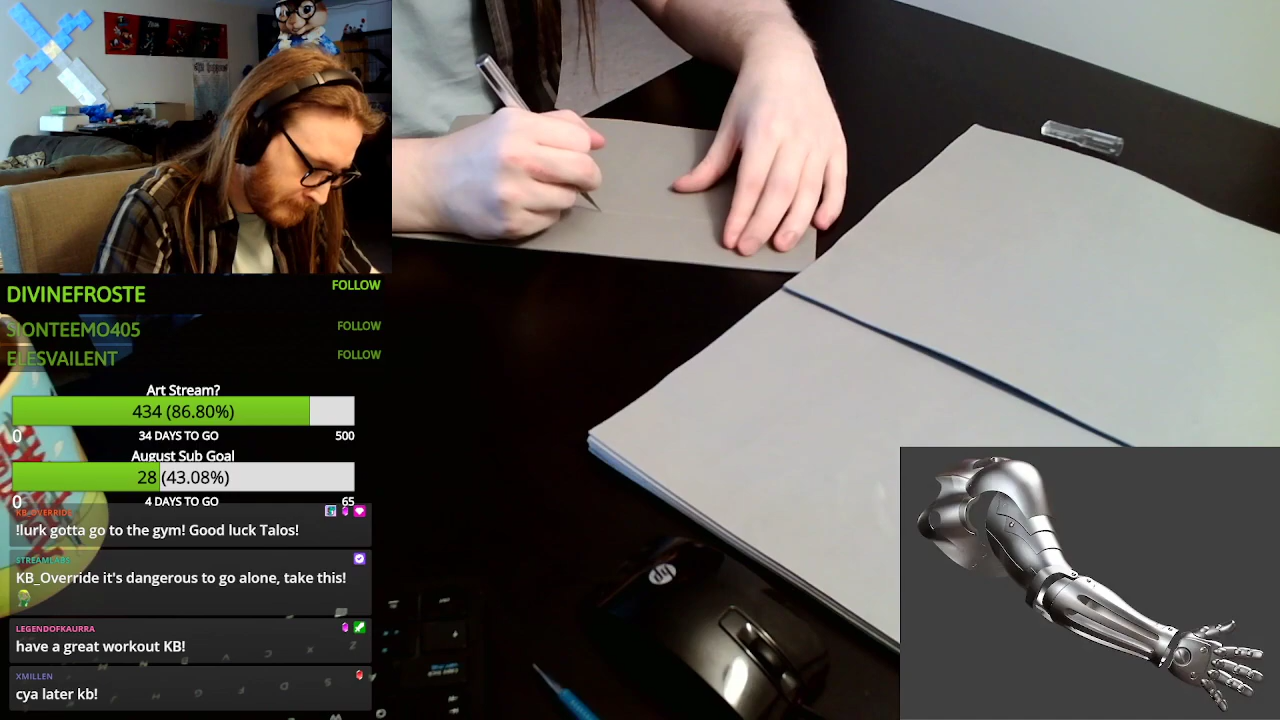 DIVINEFROSTE FOLLOW
SIONTEEMO405 FOLLOW
ELESVAILENT FOLLOW
Art Stream?
434 (86.80%)
0 34 DAYS TO GO 500
August Sub Goal
28 (43.08%)
0 4 DAYS TO GO 65
KB_OVERRIDE
!lurk gotta go to the gym! Good luck Talos!
STREAMLABS
KB_Override it's dangerous to go alone, take this!
LEGENDOFKAURRA
have a great workout KB!
XMILLEN
cya later kb!
hp